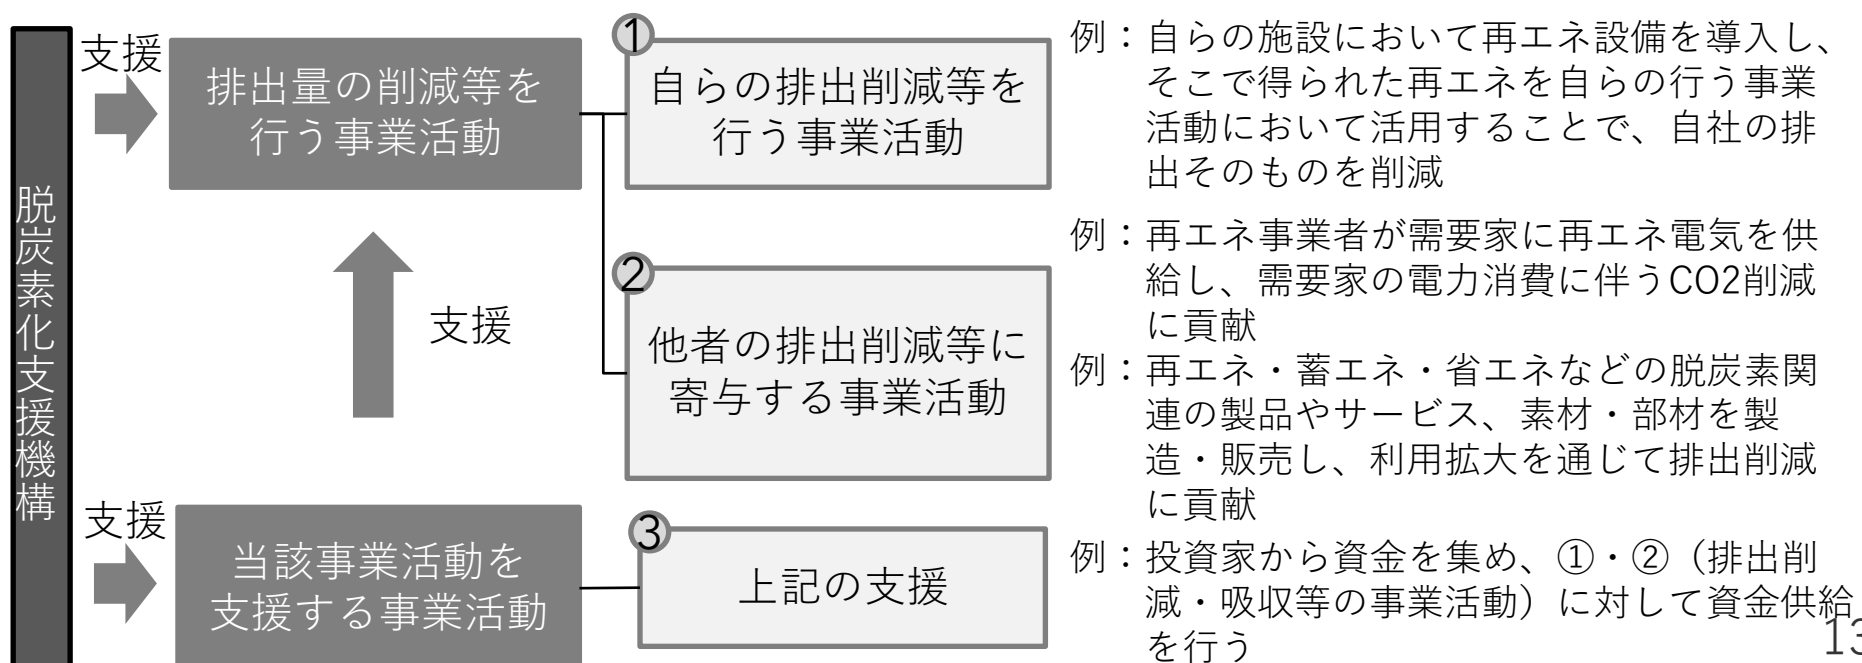 脱炭素化支援機構
支援
排出量の削減等を
行う事業活動
①
自らの排出削減等を
行う事業活動
例：自らの施設において再エネ設備を導入し、
そこで得られた再エネを自らの行う事業
活動において活用することで、自社の排
出そのものを削減
支援
②
他者の排出削減等に
寄与する事業活動
例：再エネ事業者が需要家に再エネ電気を供
給し、需要家の電力消費に伴うCO2削減
に貢献
例：再エネ・蓄エネ・省エネなどの脱炭素関
連の製品やサービス、素材・部材を製
造・販売し、利用拡大を通じて排出削減
に貢献
支援
当該事業活動を
支援する事業活動
③
上記の支援
例：投資家から資金を集め、①・②（排出削
減・吸収等の事業活動）に対して資金供給
を行う
13